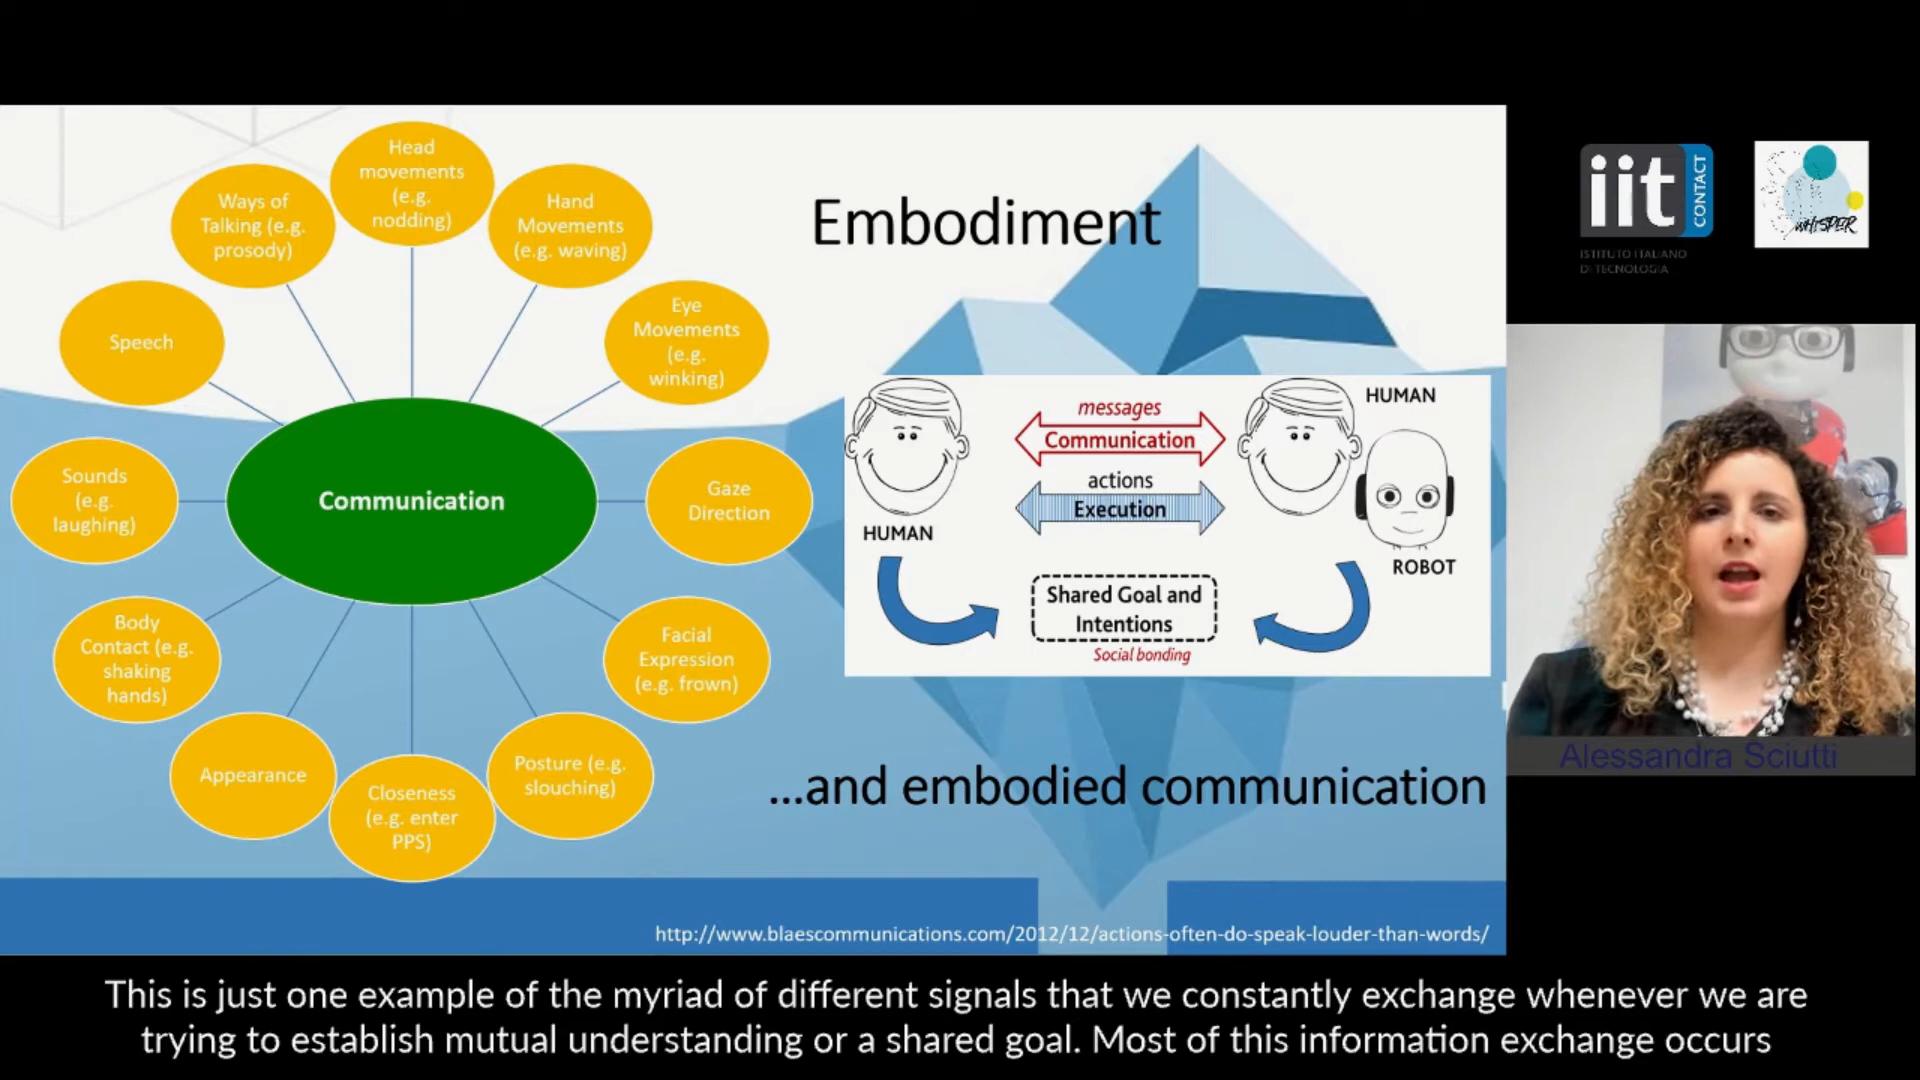 Head
movements
(e.g.
nodding)
Ways of
Talking (e.g.
prosody)
Hand
Movements
(e.g. waving)
Eye
Movements
(e.g.
winking)
Speech
Sounds
(e.g.
laughing)
Communication
Gaze
Direction
Body
Contact (e.g.
shaking
hands)
Facial
Expression
(e.g. frown)
Appearance
Closeness
(e.g. enter
PPS)
Posture (e.g.
slouching)
Embodiment
messages
Communication
actions
Execution
HUMAN
HUMAN
ROBOT
Shared Goal and
Intentions
Social bonding
...and embodied communication
http://www.blaescommunications.com/2012/12/actions-often-do-speak-louder-than-words/
iit
CONTACT
ISTITUTO ITALIANO
DI TECNOLOGIA
WHISPER
Alessandra Sciutti
This is just one example of the myriad of different signals that we constantly exchange whenever we are
trying to establish mutual understanding or a shared goal. Most of this information exchange occurs